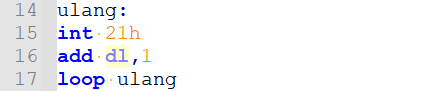 14 ulang:
15 int 21h
16 add dl,1
17 loop ulang